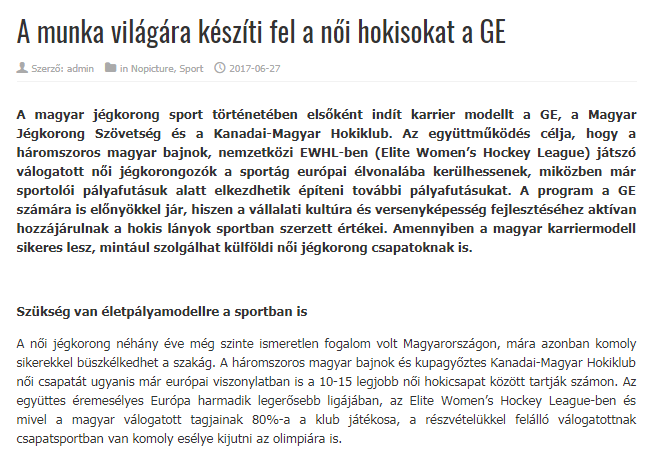 A munka világára készíti fel a női hokisokat a GE
Szerző: admin in Nopicture, Sport 2017-06-27
A magyar jégkorong sport történetében elsőként indít karrier modellt a GE, a Magyar
Jégkorong Szövetség és a Kanadai-Magyar Hokiklub. Az együttműködés célja, hogy a
háromszoros magyar bajnok, nemzetközi EWHL-ben (Elite Women's Hockey League) játszó
válogatott női jégkorongozók a sportág európai élvonalába kerülhessenek, miközben már
sportolói pályafutásuk alatt elkezdhetik építeni további pályafutásukat. A program a GE
számára is előnyökkel jár, hiszen a vállalati kultúra és versenyképesség fejlesztéséhez aktívan
hozzájárulnak a hokis lányok sportban szerzett értékei. Amennyiben a magyar karriermodell
sikeres lesz, mintául szolgálhat külföldi női jégkorong csapatoknak is.
Szükség van életpályamodellre a sportban is
A női jégkorong néhány éve még szinte ismeretlen fogalom volt Magyarországon, mára azonban komoly
sikerekkel büszkélkedhet a szakág. A háromszoros magyar bajnok és kupagyőztes Kanadai-Magyar Hokiklub
női csapatát ugyanis már európai viszonylatban is a 10-15 legjobb női hokicsapat között tartják számon. Az
együttes éremesélyes Európa harmadik legerősebb ligájában, az Elite Women's Hockey League-ben és
mivel a magyar válogatott tagjainak 80%-a a klub játékosa, a részvételükkel felálló válogatottnak
csapatsportban van komoly esélye kijutni az olimpiára is.